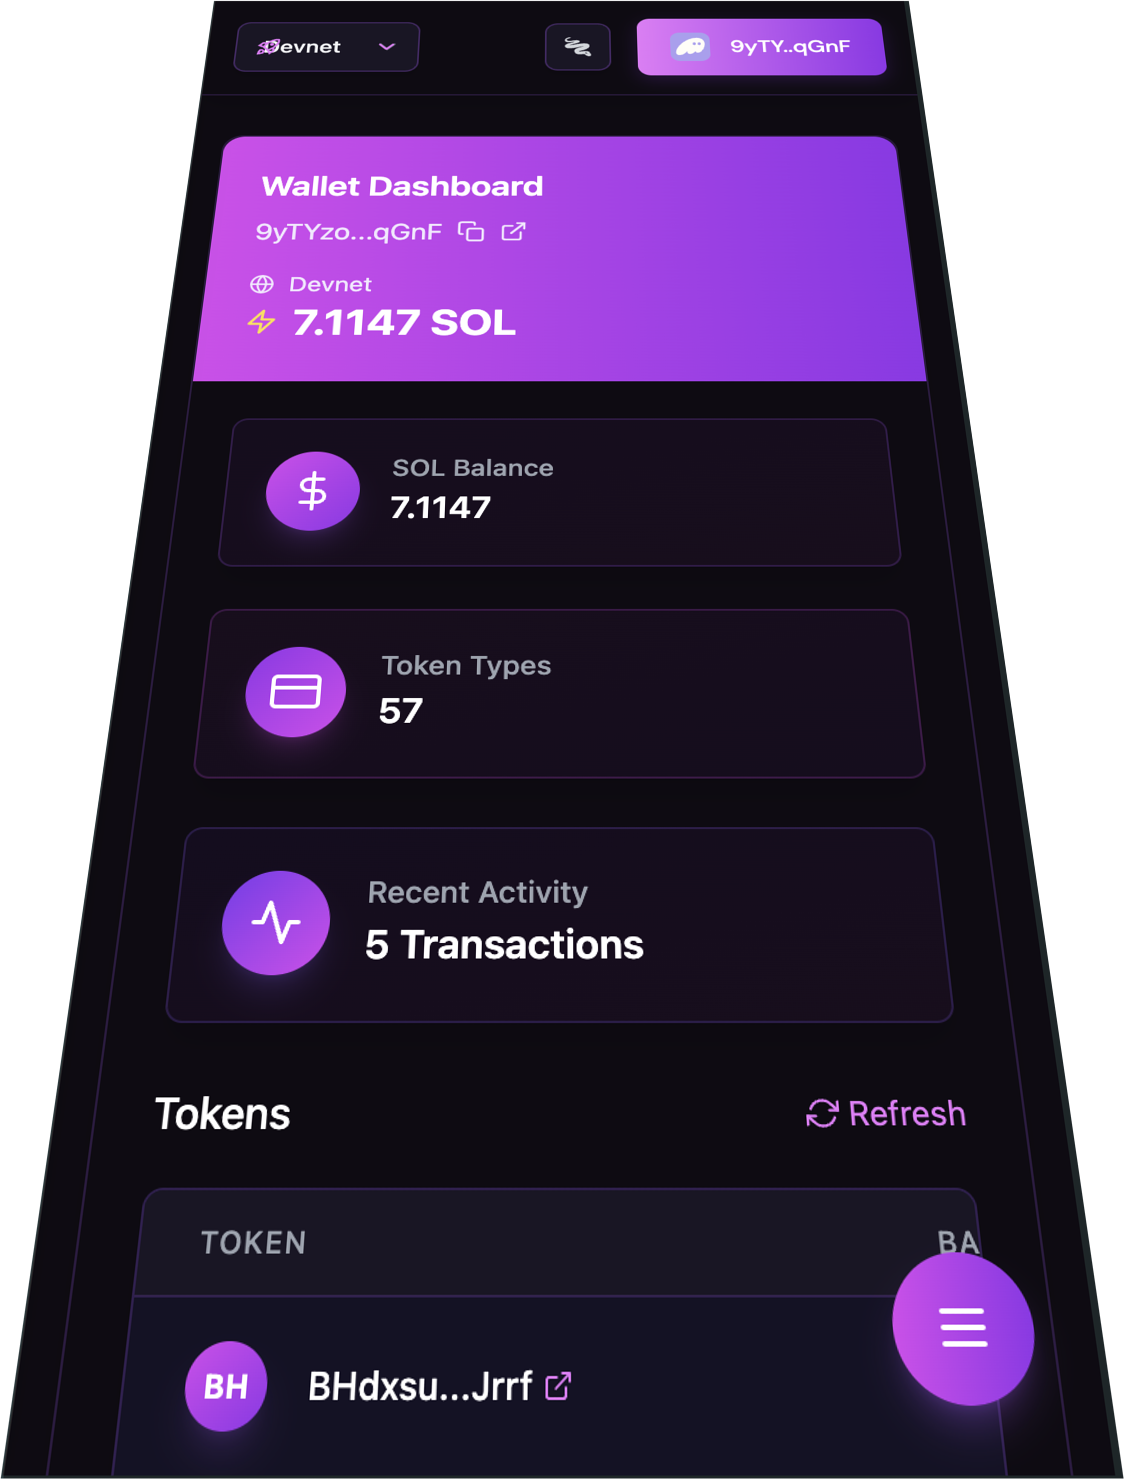 Devnet
9yTY..qGnF
Wallet Dashboard
9yTYzo...qGnF
Devnet
7.1147 SOL
SOL Balance
7.1147
Token Types
57
Recent Activity
5 Transactions
Tokens
Refresh
TOKEN
BA
BH
BHdxsu...Jrrf